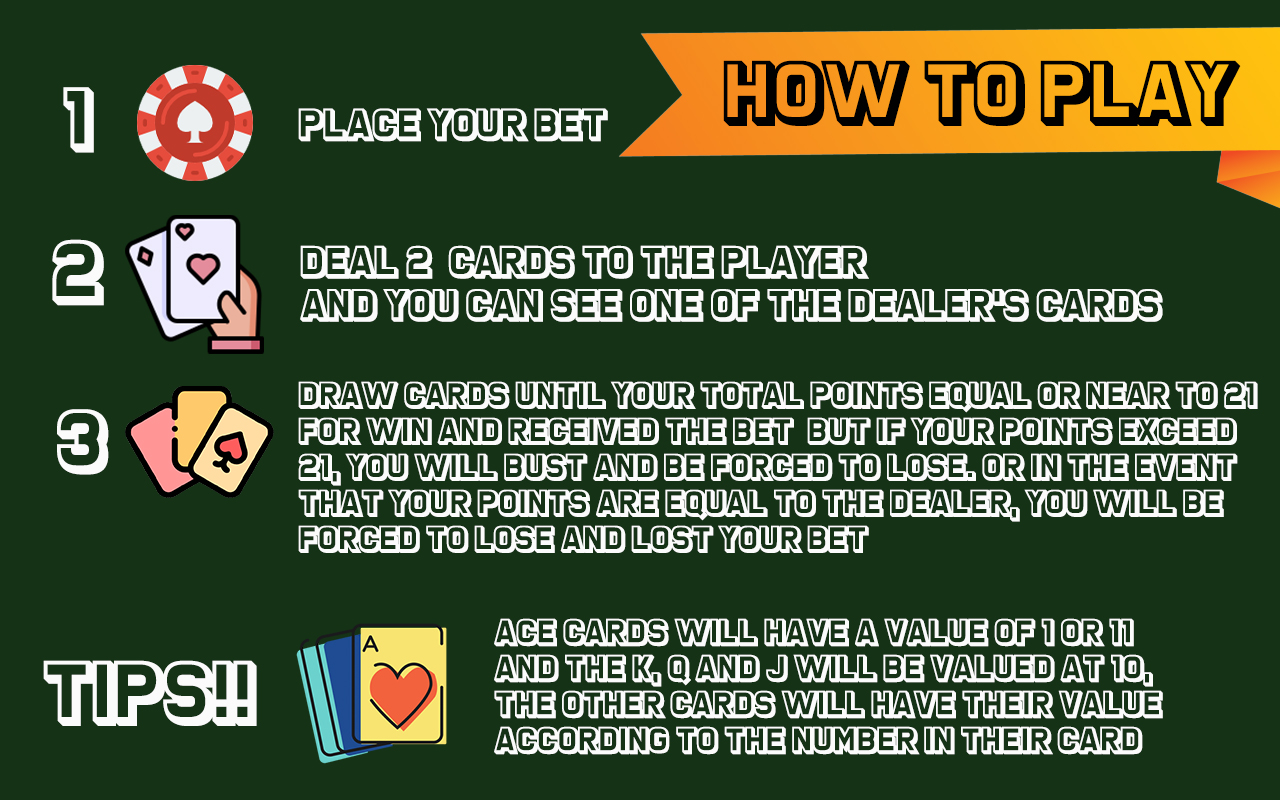 HOW TO PLAY
1
PLACE YOUR BET
2
DEAL 2 CARDS TO THE PLAYER
AND YOU CAN SEE ONE OF THE DEALER'S CARDS
3
DRAW CARDS UNTIL YOUR TOTAL POINTS EQUAL OR NEAR TO 21
FOR WIN AND RECEIVED THE BET BUT IF YOUR POINTS EXCEED
21, YOU WILL BUST AND BE FORCED TO LOSE. OR IN THE EVENT
THAT YOUR POINTS ARE EQUAL TO THE DEALER, YOU WILL BE
FORCED TO LOSE AND LOST YOUR BET
TIPS!!
A
ACE CARDS WILL HAVE A VALUE OF 1 OR 11
AND THE K, Q AND J WILL BE VALUED AT 10,
THE OTHER CARDS WILL HAVE THEIR VALUE
ACCORDING TO THE NUMBER IN THEIR CARD